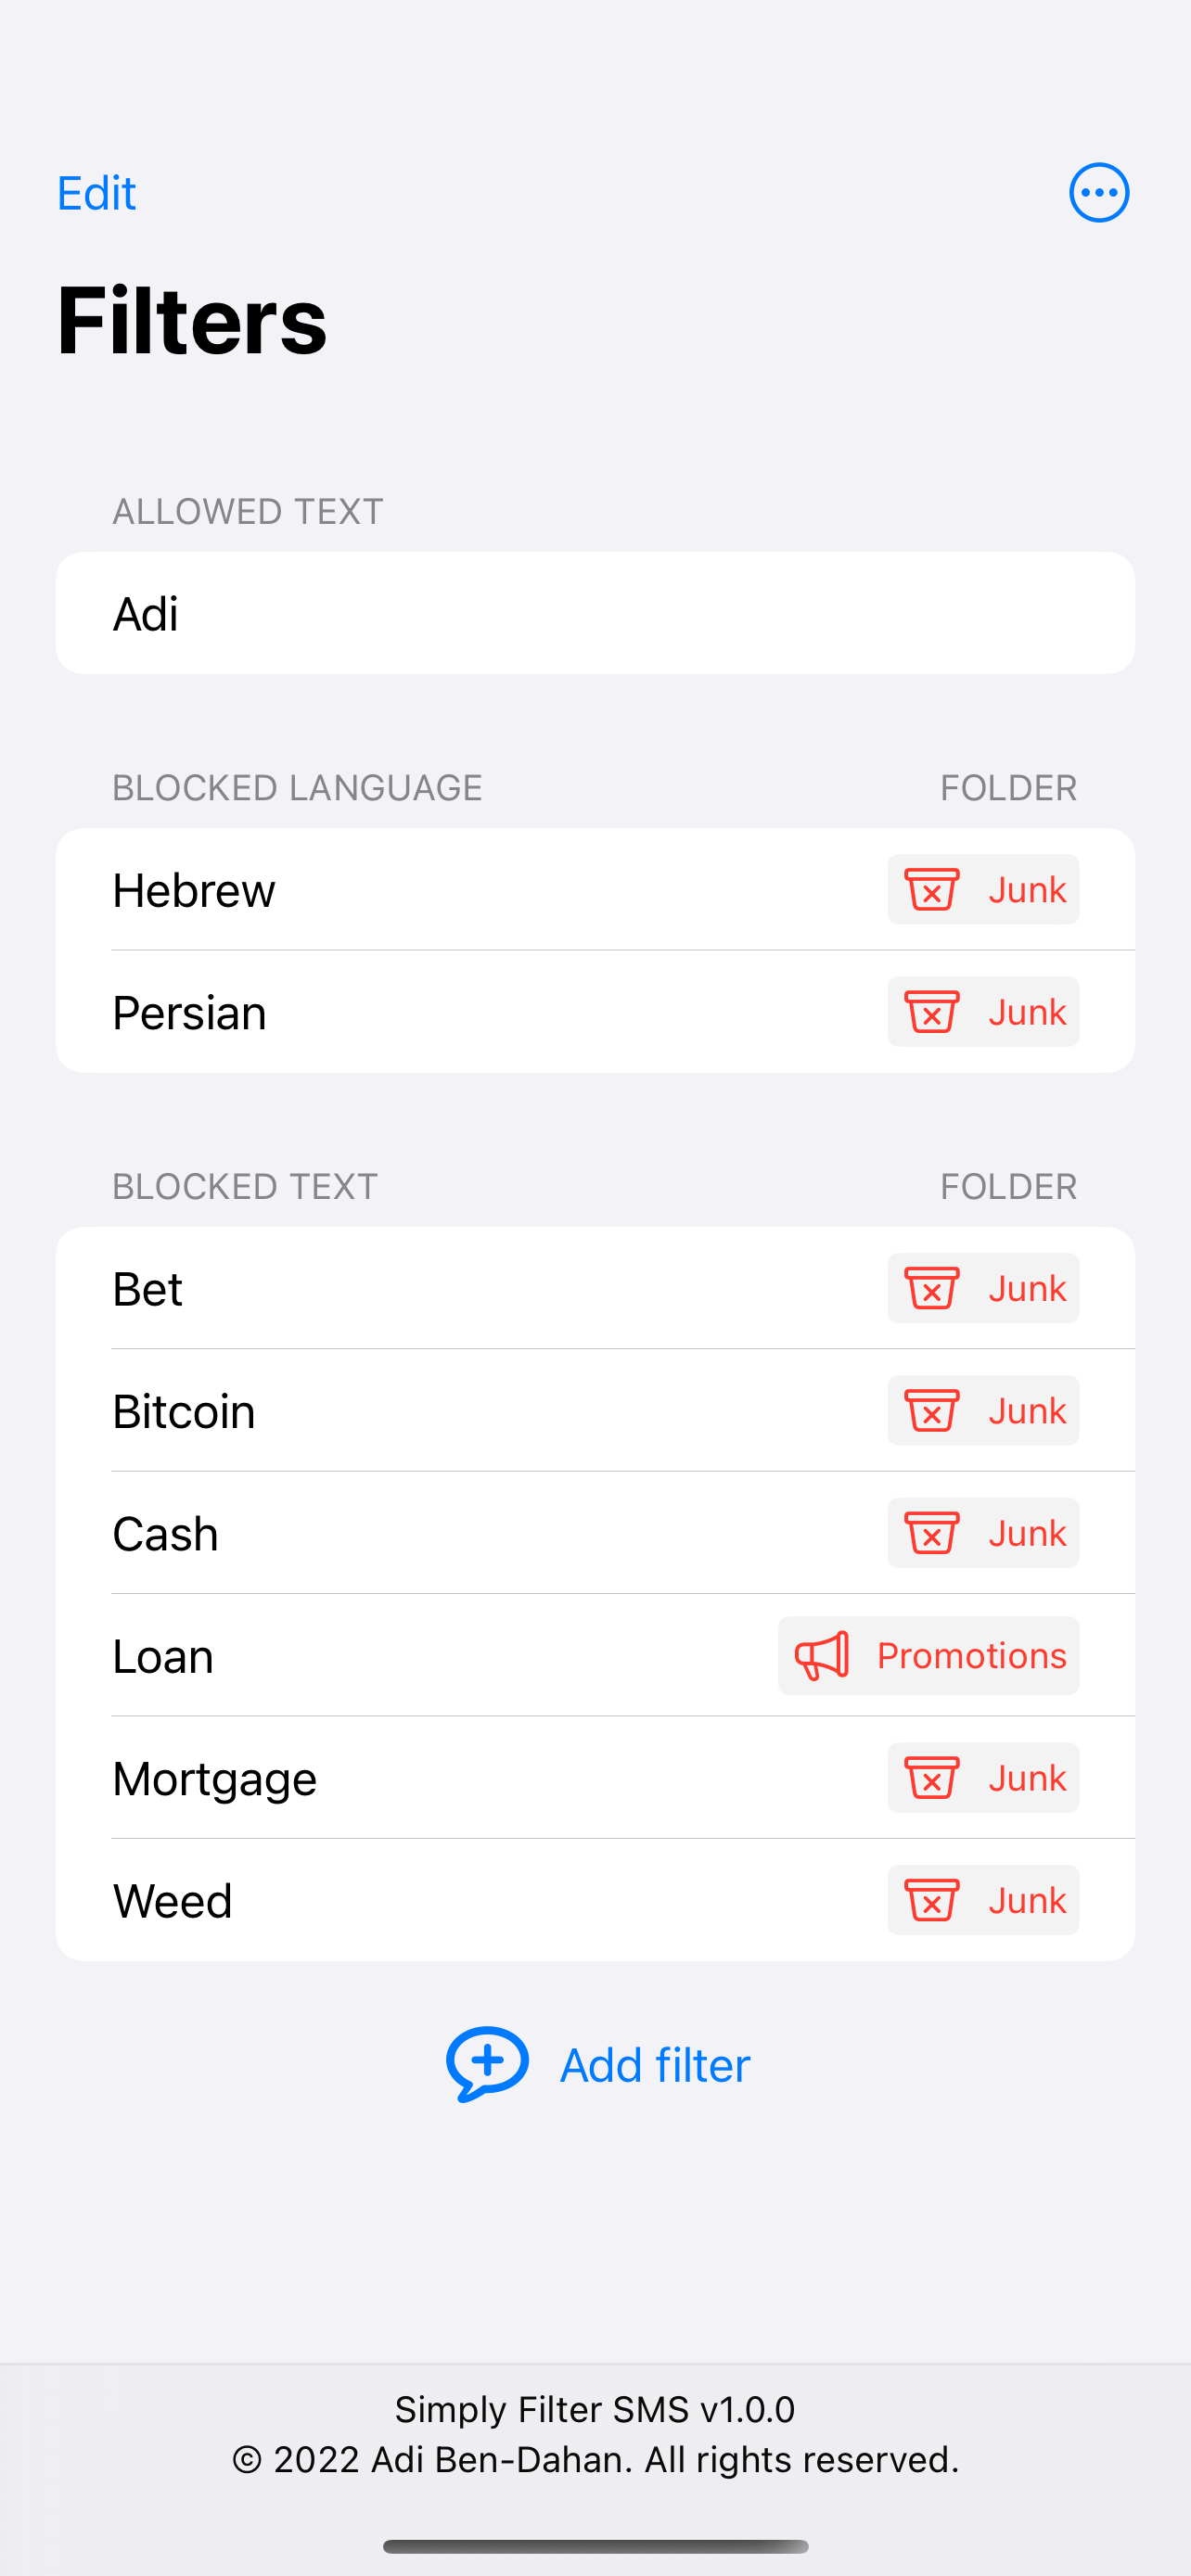 Edit
Filters
ALLOWED TEXT
Adi
BLOCKED LANGUAGE FOLDER
Hebrew Junk
Persian Junk
BLOCKED TEXT FOLDER
Bet Junk
Bitcoin Junk
Cash Junk
Loan Promotions
Mortgage Junk
Weed Junk
Add filter
Simply Filter SMS v1.0.0
© 2022 Adi Ben-Dahan. All rights reserved.